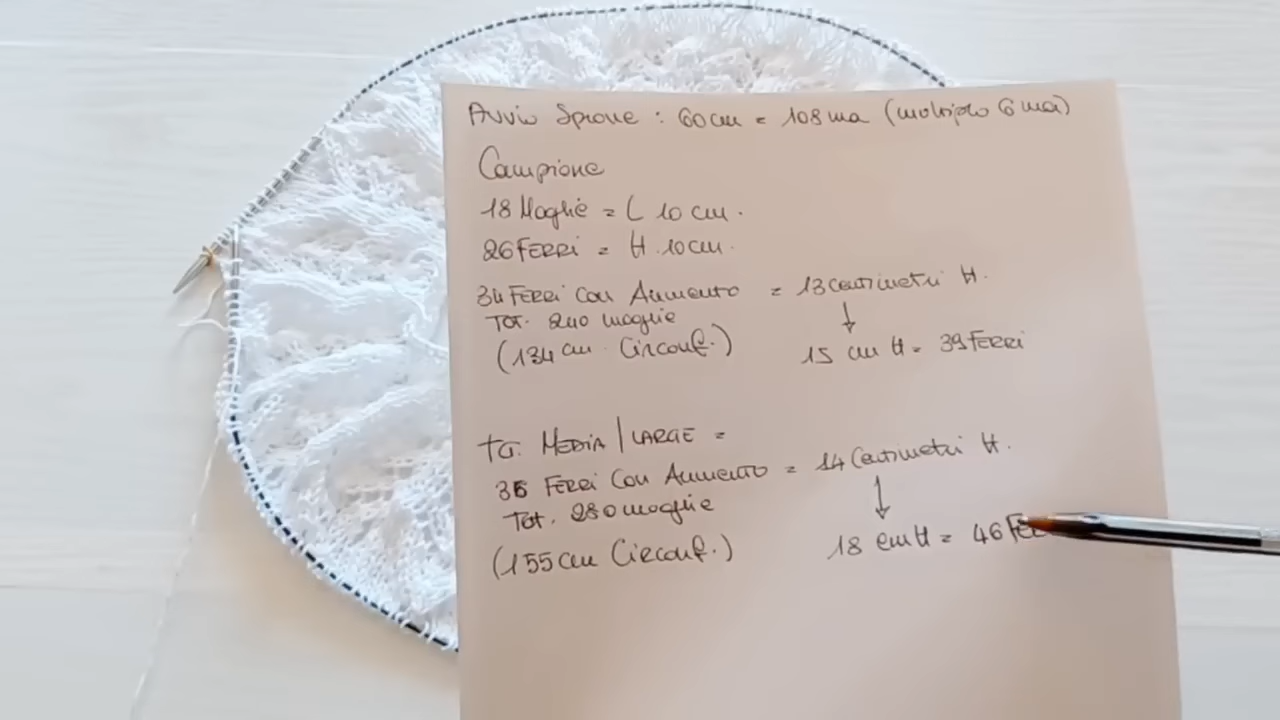 Avvio Sprone : 60 cm = 108 ma (multiplo 6 ma)
Campione
18 Maglie = L 10 cm.
26 FERRI = H. 10 cm.
34 FERRI Con Aumento = 13 centimetri H.
TOT. 240 maglie
(134 cm. Circonf.) 15 cm H = 39 FERRI
TG. MEDIA / LARGE =
36 FERRI Con Aumento = 14 Centimetri H.
Tot. 280 maglie
(155 cm Circonf.) 18 cm H = 46